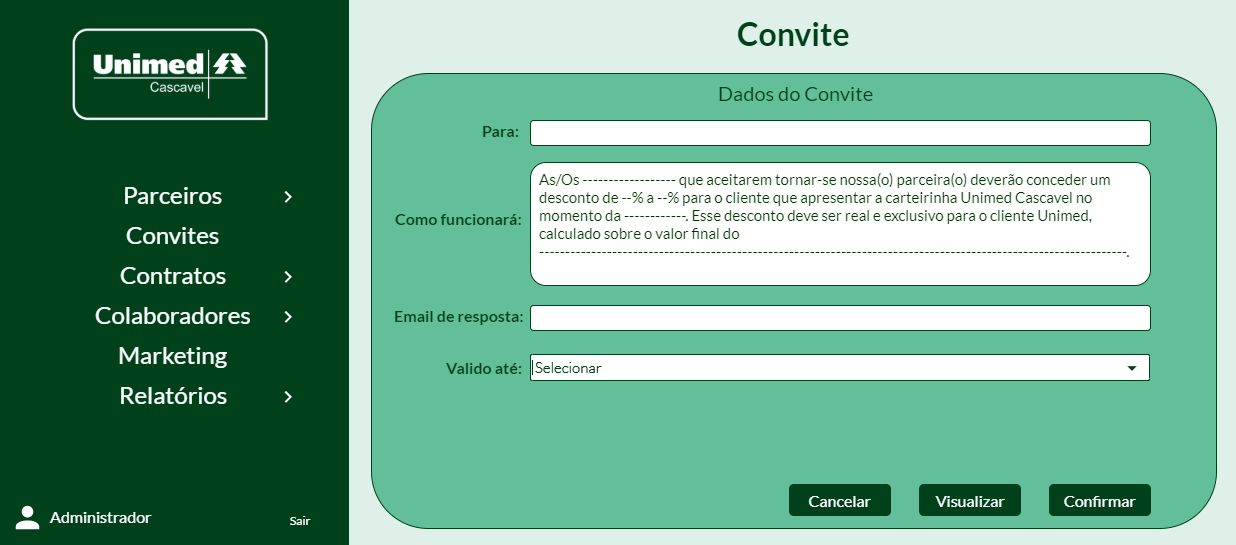 Unimed
Cascavel
Parceiros
Convites
Contratos
Colaboradores
Marketing
Relatórios
Administrador
Sair
Convite
Dados do Convite
Para:
Como funcionará:
As/Os ------------------ que aceitarem tornar-se nossa(o) parceira(o) deverão conceder um
desconto de --% a --% para o cliente que apresentar a carteirinha Unimed Cascavel no
momento da ------------. Esse desconto deve ser real e exclusivo para o cliente Unimed,
calculado sobre o valor final do
-----------------------------------------------------------------------------------------------------------------.
Email de resposta:
Valido até:
Selecionar
Cancelar
Visualizar
Confirmar